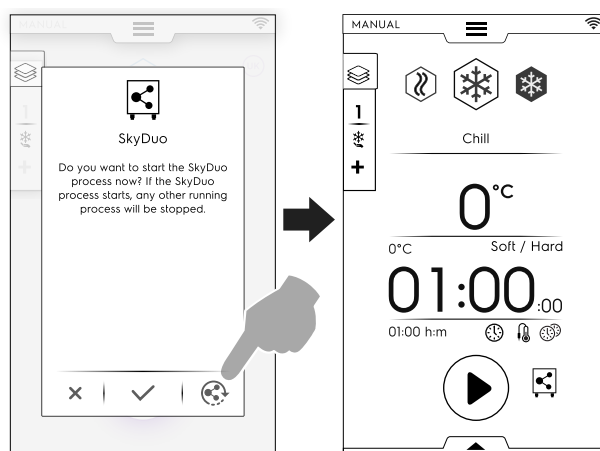 MANUAL
1
+
SkyDuo
Do you want to start the SkyDuo
process now? If the SkyDuo
process starts, any other running
process will be stopped.
MANUAL
1
+
Chill
0°C
0°C Soft / Hard
01:00:00
01:00 h:m